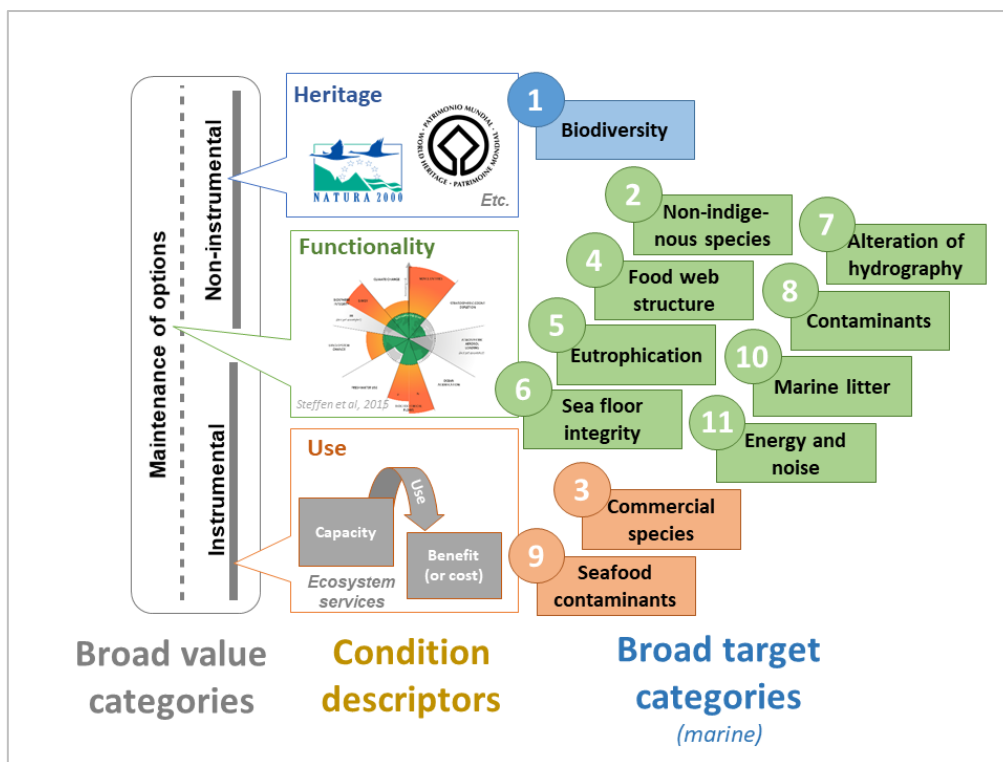 Maintenance of options
Non-instrumental
Instrumental
Heritage
NATURA 2000
WORLD HERITAGE • PATRIMOINE MONDIAL • PATRIMONIO MUNDIAL •
Etc.
Functionality
Steffen et al, 2015
Use
Capacity
Use
Benefit
(or cost)
Ecosystem
services
1
Biodiversity
2
Non-indige-
nous species
7
Alteration of
hydrography
4
Food web
structure
8
Contaminants
5
Eutrophication
10
Marine litter
6
Sea floor
integrity
11
Energy and
noise
3
Commercial
species
9
Seafood
contaminants
Broad value
categories
Condition
descriptors
Broad target
categories
(marine)